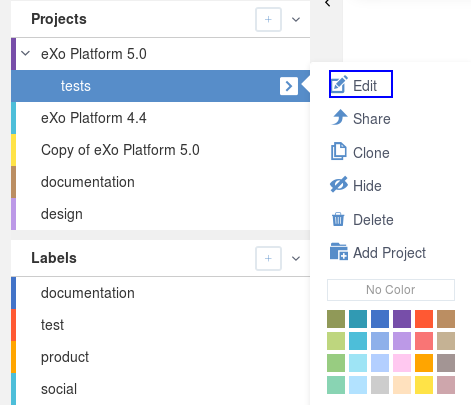 Projects
eXo Platform 5.0
tests
eXo Platform 4.4
Copy of eXo Platform 5.0
documentation
design
Labels
documentation
test
product
social
Edit
Share
Clone
Hide
Delete
Add Project
No Color